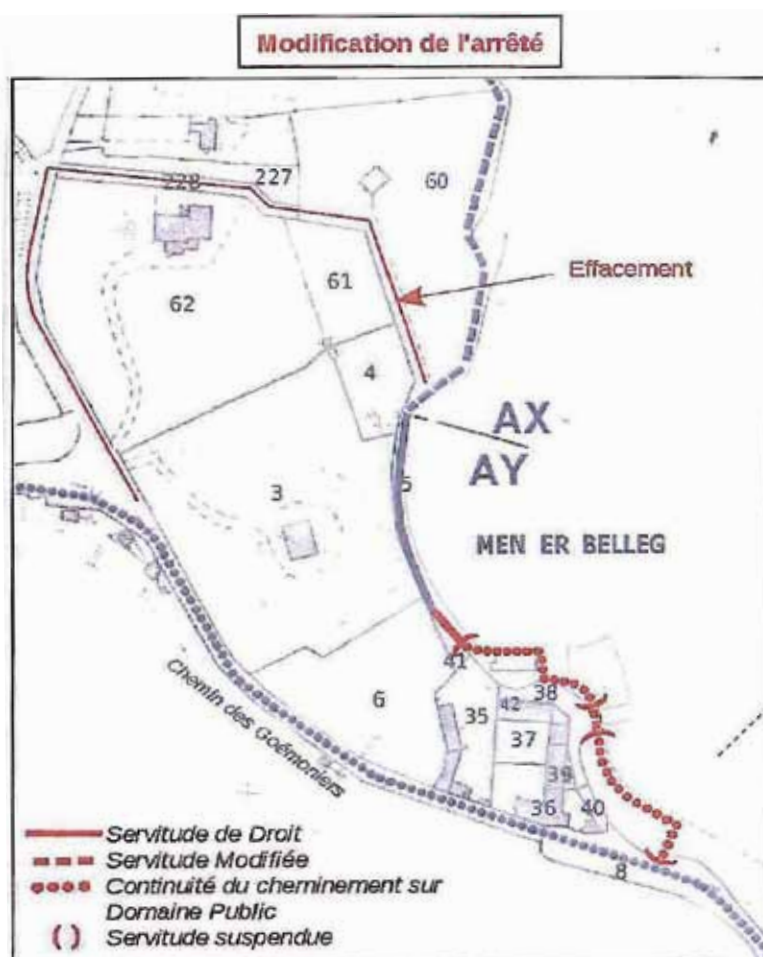 Modification de l'arrêté
228
227
60
Effacement
61
62
4
AX
AY
5
3
MEN ER BELLEG
41
38
6
35
42
37
39
36
40
8
Chemin des Goémoniers
Servitude de Droit
Servitude Modifiée
Continuité du cheminement sur
Domaine Public
( ) Servitude suspendue